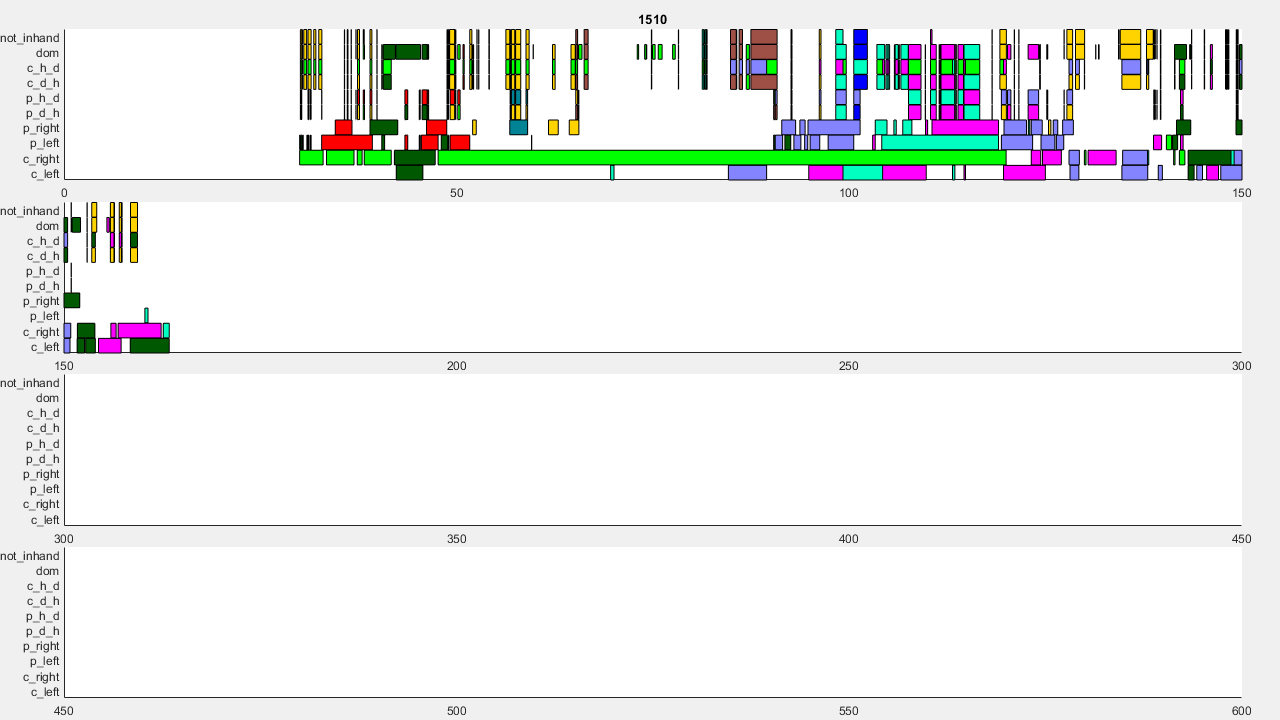 1510
not_inhand
dom
c_h_d
c_d_h
p_h_d
p_d_h
p_right
p_left
c_right
c_left
0 50 100 150
not_inhand
dom
c_h_d
c_d_h
p_h_d
p_d_h
p_right
p_left
c_right
c_left
150 200 250 300
not_inhand
dom
c_h_d
c_d_h
p_h_d
p_d_h
p_right
p_left
c_right
c_left
300 350 400 450
not_inhand
dom
c_h_d
c_d_h
p_h_d
p_d_h
p_right
p_left
c_right
c_left
450 500 550 600